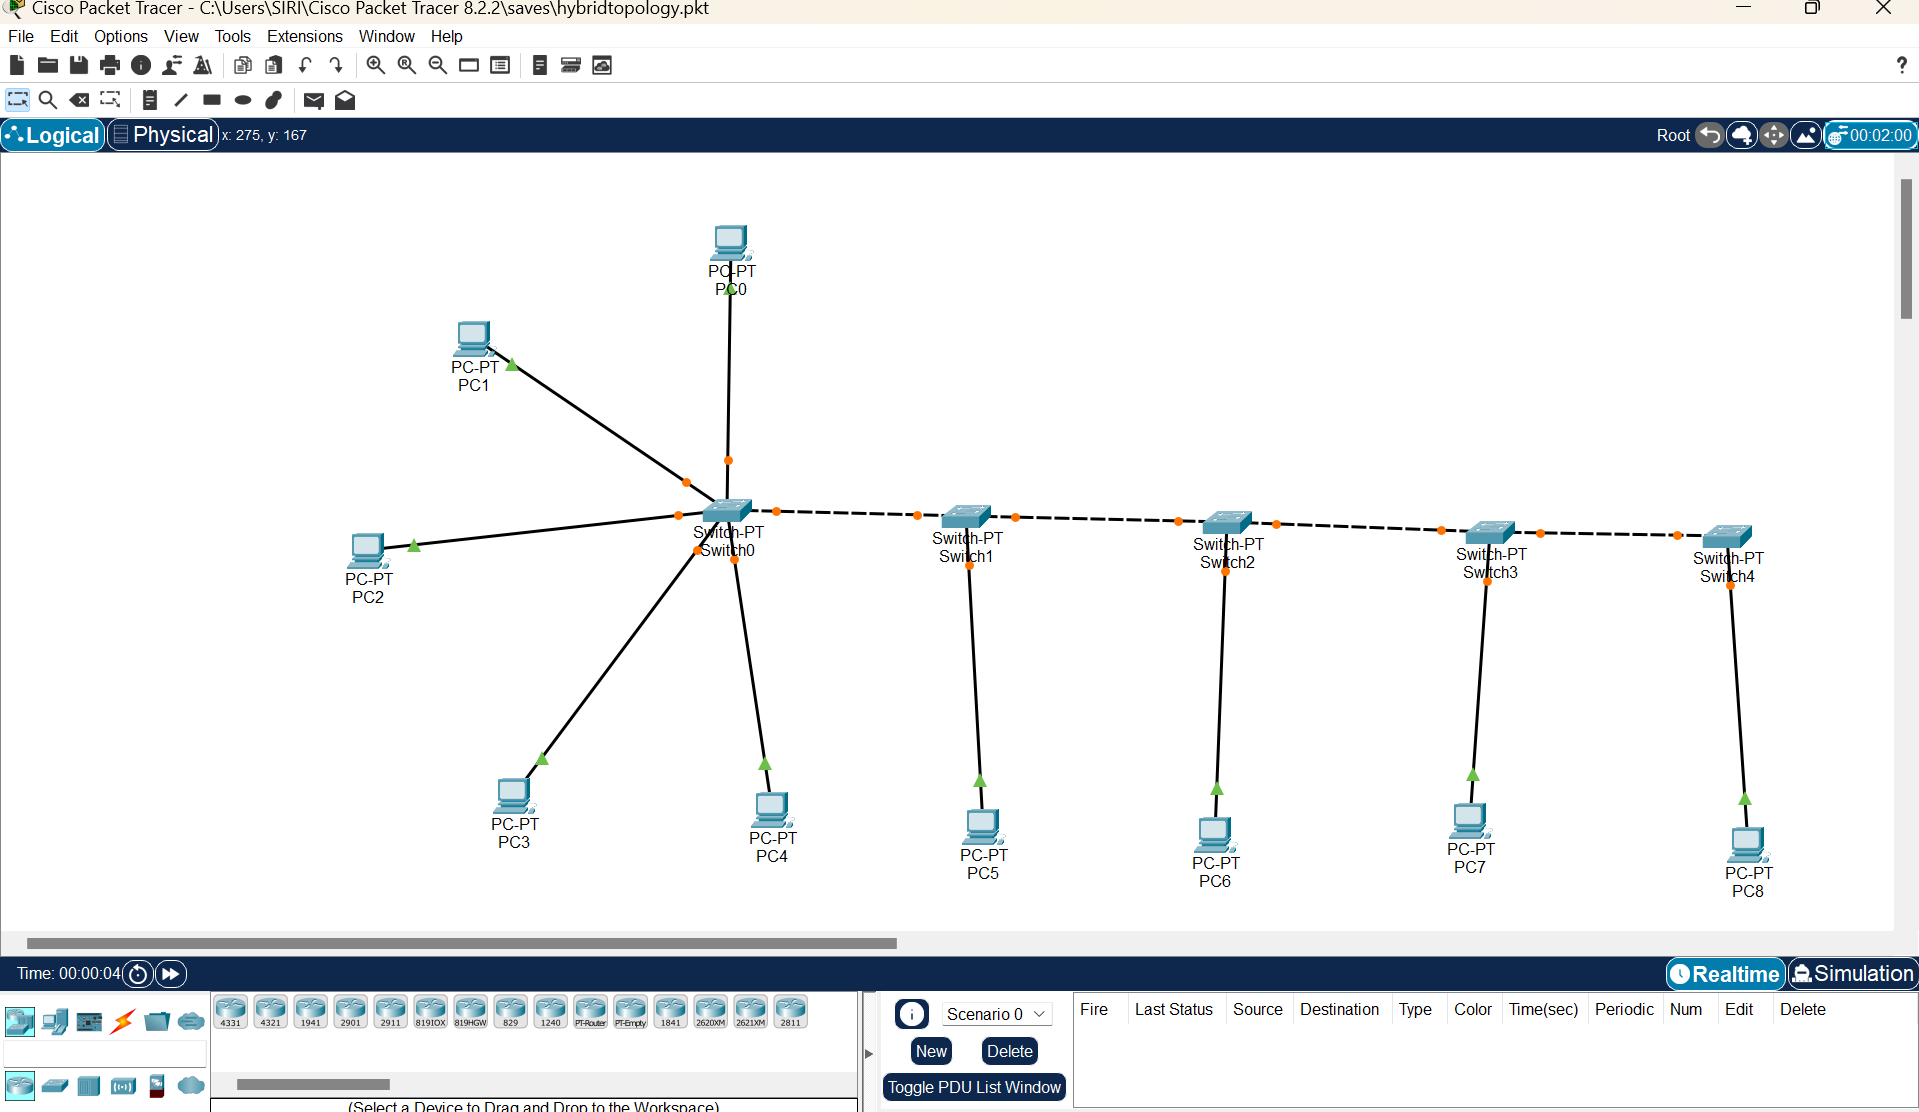 Cisco Packet Tracer - C:\Users\SIRI\Cisco Packet Tracer 8.2.2\saves\hybridtopology.pkt
File Edit Options View Tools Extensions Window Help
?
Logical Physical x: 275, y: 167 Root 00:02:00
PC-PT
PC0
PC-PT
PC1
PC-PT
PC2
Switch-PT
Switch0
Switch-PT
Switch1
Switch-PT
Switch2
Switch-PT
Switch3
Switch-PT
Switch4
PC-PT
PC3
PC-PT
PC4
PC-PT
PC5
PC-PT
PC6
PC-PT
PC7
PC-PT
PC8
Time: 00:00:04 Realtime Simulation
4331 4321 1941 2901 2911 819IOX 819HGW 829 1240 PT-Router PT-Empty 1841 2620XM 2621XM 2811
(Select a Device to Drag and Drop to the Workspace)
Scenario 0
New Delete
Toggle PDU List Window
Fire Last Status Source Destination Type Color Time(sec) Periodic Num Edit Delete